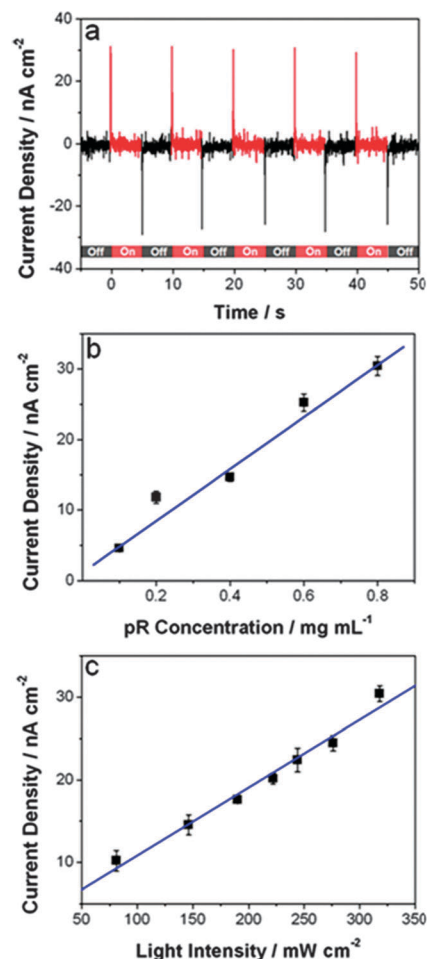 a
40
20
0
-20
-40
Current Density / nA cm⁻²
Off On Off On Off On Off On Off On Off
0 10 20 30 40 50
Time / s
b
30
20
10
0
Current Density / nA cm⁻²
0.2 0.4 0.6 0.8
pR Concentration / mg mL⁻¹
c
30
20
10
Current Density / nA cm⁻²
50 100 150 200 250 300 350
Light Intensity / mW cm⁻²